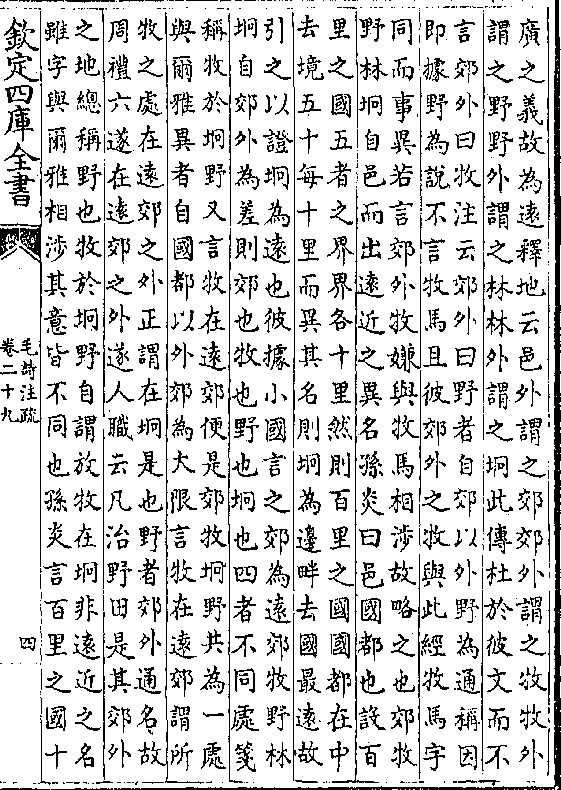 廣之義故為遠釋地云邑外謂之郊郊外謂之牧牧外
謂之野野外謂之林林外謂之坰此傳杜於彼文而不
言郊外曰牧注云郊外曰野者自郊以外野為通稱因
即據野為說不言牧馬且彼郊外之牧與此經牧馬字
同而事異若言郊外牧嫌與牧馬相涉故略之也郊牧
野林坰自邑而出遠近之異名孫炎曰邑國都也設百
里之國五者之界界各十里然則百里之國國都在中
去境五十每十里而異其名則坰為邊畔去國最遠故
引之以證坰為遠也彼據小國言之郊為遠郊牧野林
坰自郊外為差則郊也牧也野也坰也四者不同處箋
稱牧於坰野又言牧在遠郊便是郊牧坰野共為一處
與爾雅異者自國都以外郊為大限言牧在遠郊謂所
牧之處在遠郊之外正謂在坰是也野者郊外通名故
周禮六遂在遠郊之外遂人職云凡治野田是其郊外
之地總稱野也牧於坰野自謂放牧在坰非遠近之名
雖字與爾雅相涉其意皆不同也孫炎言百里之國十
欽定四庫全書
毛詩注疏
卷二十九
四